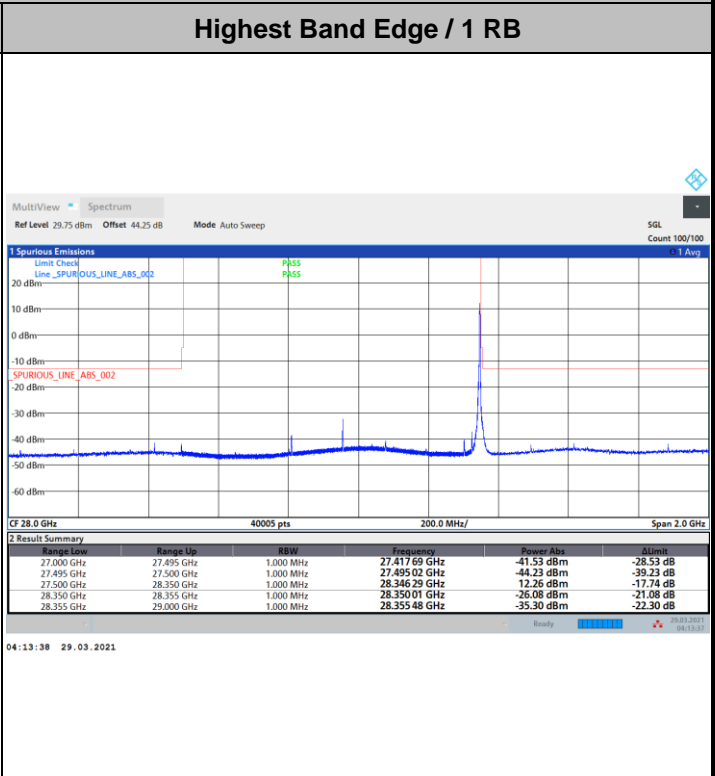 Highest Band Edge / 1 RB
MultiView Spectrum
Ref Level 29.75 dBm Offset 44.25 dB Mode Auto Sweep SGL
Count 100/100
1 Spurious Emissions 1 Avg
Limit Check PASS
Line _SPURIOUS_LINE_ABS_002 PASS
20 dBm
10 dBm
0 dBm
-10 dBm
_SPURIOUS_LINE_ABS_002
-20 dBm
-30 dBm
-40 dBm
-50 dBm
-60 dBm
CF 28.0 GHz 40005 pts 200.0 MHz/ Span 2.0 GHz
2 Result Summary
Range Low Range Up RBW Frequency Power Abs ΔLimit
27.000 GHz 27.495 GHz 1.000 MHz 27.417 69 GHz -41.53 dBm -28.53 dB
27.495 GHz 27.500 GHz 1.000 MHz 27.495 02 GHz -44.23 dBm -39.23 dB
27.500 GHz 28.350 GHz 1.000 MHz 28.346 29 GHz 12.26 dBm -17.74 dB
28.350 GHz 28.355 GHz 1.000 MHz 28.350 01 GHz -26.08 dBm -21.08 dB
28.355 GHz 29.000 GHz 1.000 MHz 28.355 48 GHz -35.30 dBm -22.30 dB
Ready 29.03.2021
04:13:37
04:13:38 29.03.2021